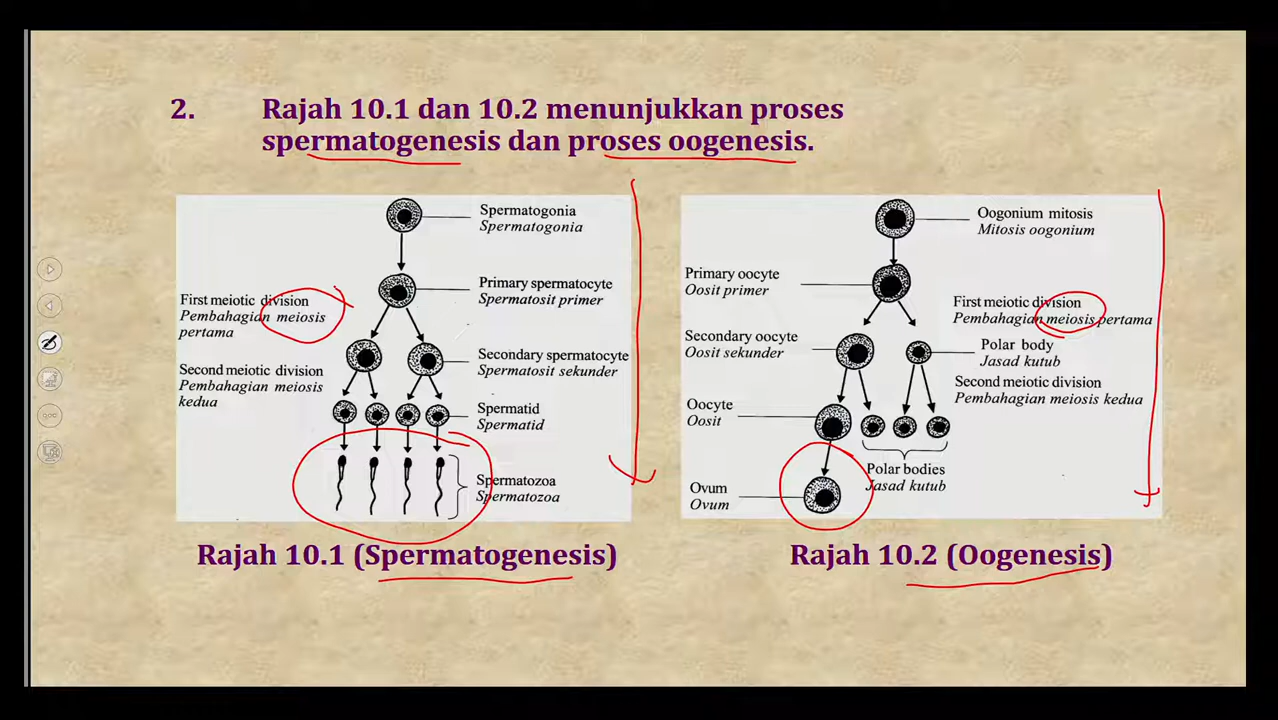 2. Rajah 10.1 dan 10.2 menunjukkan proses
spermatogenesis dan proses oogenesis.
Spermatogonia
Spermatogonia
Primary spermatocyte
Spermatosit primer
First meiotic division
Pembahagian meiosis
pertama
Secondary spermatocyte
Spermatosit sekunder
Second meiotic division
Pembahagian meiosis
kedua
Spermatid
Spermatid
Spermatozoa
Spermatozoa
Rajah 10.1 (Spermatogenesis)
Oogonium mitosis
Mitosis oogonium
Primary oocyte
Oosit primer
First meiotic division
Pembahagian meiosis pertama
Secondary oocyte
Oosit sekunder
Polar body
Jasad kutub
Second meiotic division
Pembahagian meiosis kedua
Oocyte
Oosit
Polar bodies
Jasad kutub
Ovum
Ovum
Rajah 10.2 (Oogenesis)